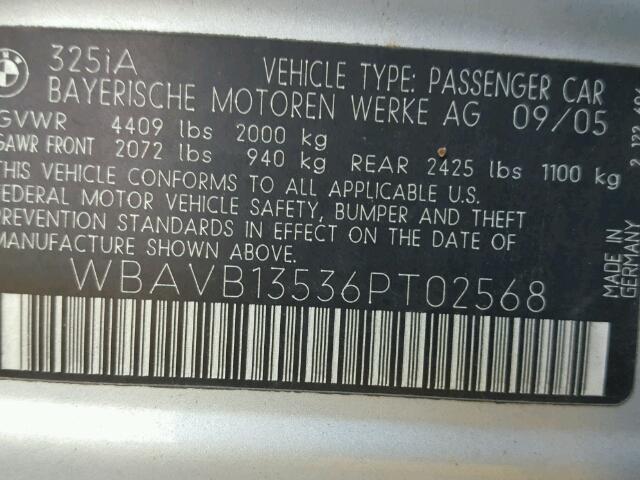 325iA VEHICLE TYPE: PASSENGER CAR
BAYERISCHE MOTOREN WERKE AG 09/05
GVWR 4409 lbs 2000 kg
GAWR FRONT 2072 lbs 940 kg REAR 2425 lbs 1100 kg
THIS VEHICLE CONFORMS TO ALL APPLICABLE U.S.
FEDERAL MOTOR VEHICLE SAFETY, BUMPER AND THEFT
PREVENTION STANDARDS IN EFFECT ON THE DATE OF
MANUFACTURE SHOWN ABOVE.
WBAVB13536PT02568
MADE IN
GERMANY